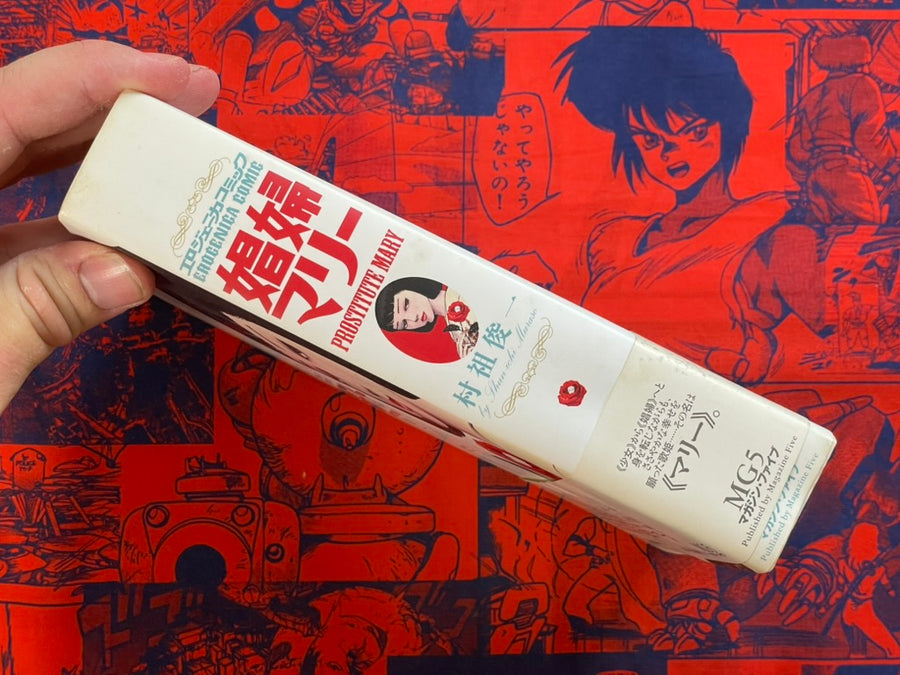 エロジェニカコミック
EROGENICA COMIC
娼婦
マリー
PROSTITUTE MARY
村祖俊一
by Shunichi Muraso
《少女》から《娼婦》へと
身を転じながらも、
ささやかな幸せを
願った歌姫……その名は
《マリー》。
MG5
マガジン・ファイブ
Published by Magazine Five
マガジン・ファイブ
Published by Magazine Five
やってやろう
じゃないの!
POLICE